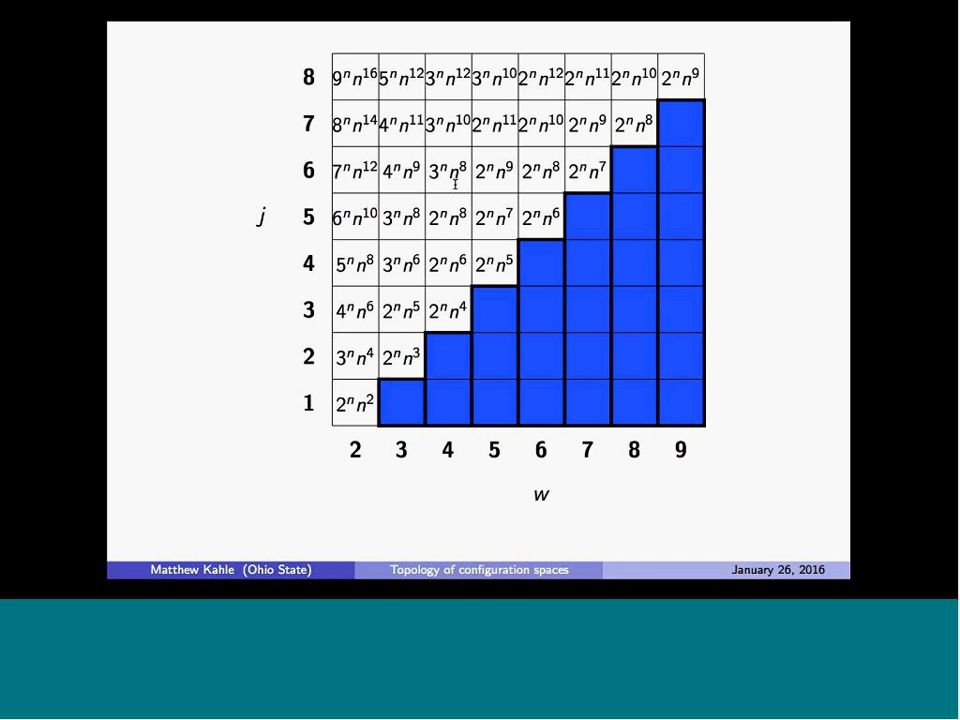 8 9ⁿn¹⁶ 5ⁿn¹² 3ⁿn¹² 3ⁿn¹⁰ 2ⁿn¹² 2ⁿn¹¹ 2ⁿn¹⁰ 2ⁿn⁹
7 8ⁿn¹⁴ 4ⁿn¹¹ 3ⁿn¹⁰ 2ⁿn¹¹ 2ⁿn¹⁰ 2ⁿn⁹ 2ⁿn⁸
6 7ⁿn¹² 4ⁿn⁹ 3ⁿn⁸ 2ⁿn⁹ 2ⁿn⁸ 2ⁿn⁷
j 5 6ⁿn¹⁰ 3ⁿn⁸ 2ⁿn⁸ 2ⁿn⁷ 2ⁿn⁶
4 5ⁿn⁸ 3ⁿn⁶ 2ⁿn⁶ 2ⁿn⁵
3 4ⁿn⁶ 2ⁿn⁵ 2ⁿn⁴
2 3ⁿn⁴ 2ⁿn³
1 2ⁿn²
2 3 4 5 6 7 8 9
w
Matthew Kahle (Ohio State) Topology of configuration spaces January 26, 2016